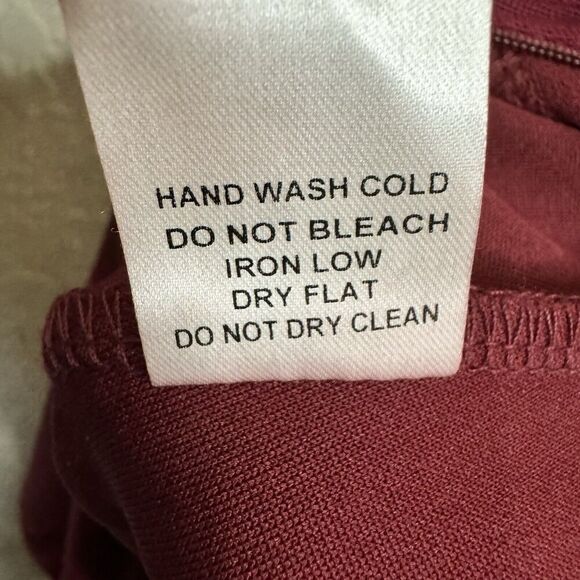 HAND WASH COLD
DO NOT BLEACH
IRON LOW
DRY FLAT
DO NOT DRY CLEAN